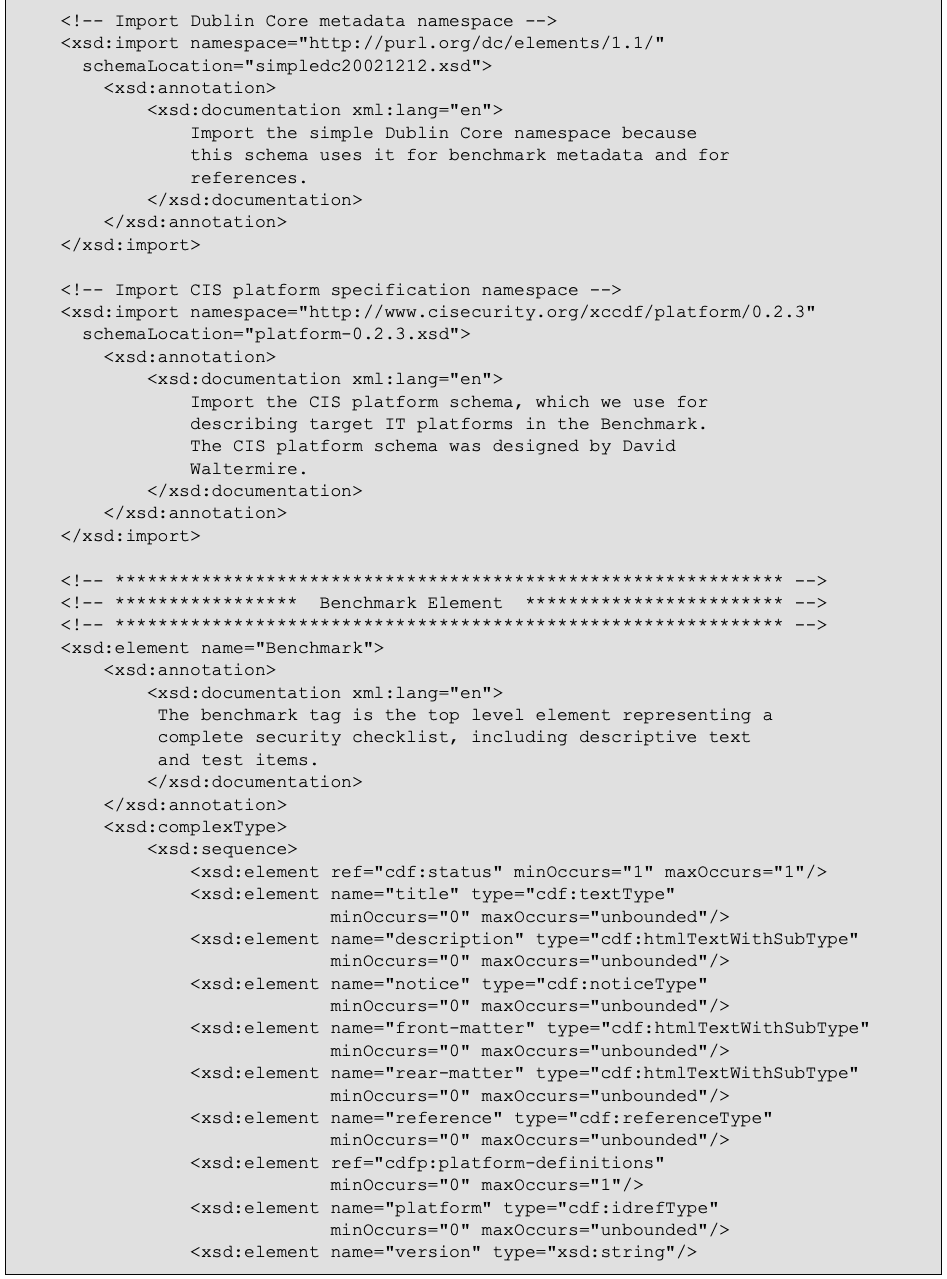 <!-- Import Dublin Core metadata namespace -->
<xsd:import namespace="http://purl.org/dc/elements/1.1/"
  schemaLocation="simpledc20021212.xsd">
    <xsd:annotation>
        <xsd:documentation xml:lang="en">
            Import the simple Dublin Core namespace because
            this schema uses it for benchmark metadata and for
            references.
        </xsd:documentation>
    </xsd:annotation>
</xsd:import>

<!-- Import CIS platform specification namespace -->
<xsd:import namespace="http://www.cisecurity.org/xccdf/platform/0.2.3"
  schemaLocation="platform-0.2.3.xsd">
    <xsd:annotation>
        <xsd:documentation xml:lang="en">
            Import the CIS platform schema, which we use for
            describing target IT platforms in the Benchmark.
            The CIS platform schema was designed by David
            Waltermire.
        </xsd:documentation>
    </xsd:annotation>
</xsd:import>

<!-- ************************************************************** -->
<!-- *****************  Benchmark Element  ************************ -->
<!-- ************************************************************** -->
<xsd:element name="Benchmark">
    <xsd:annotation>
        <xsd:documentation xml:lang="en">
         The benchmark tag is the top level element representing a
         complete security checklist, including descriptive text
         and test items.
        </xsd:documentation>
    </xsd:annotation>
    <xsd:complexType>
        <xsd:sequence>
            <xsd:element ref="cdf:status" minOccurs="1" maxOccurs="1"/>
            <xsd:element name="title" type="cdf:textType"
                         minOccurs="0" maxOccurs="unbounded"/>
            <xsd:element name="description" type="cdf:htmlTextWithSubType"
                         minOccurs="0" maxOccurs="unbounded"/>
            <xsd:element name="notice" type="cdf:noticeType"
                         minOccurs="0" maxOccurs="unbounded"/>
            <xsd:element name="front-matter" type="cdf:htmlTextWithSubType"
                         minOccurs="0" maxOccurs="unbounded"/>
            <xsd:element name="rear-matter" type="cdf:htmlTextWithSubType"
                         minOccurs="0" maxOccurs="unbounded"/>
            <xsd:element name="reference" type="cdf:referenceType"
                         minOccurs="0" maxOccurs="unbounded"/>
            <xsd:element ref="cdfp:platform-definitions"
                         minOccurs="0" maxOccurs="1"/>
            <xsd:element name="platform" type="cdf:idrefType"
                         minOccurs="0" maxOccurs="unbounded"/>
            <xsd:element name="version" type="xsd:string"/>